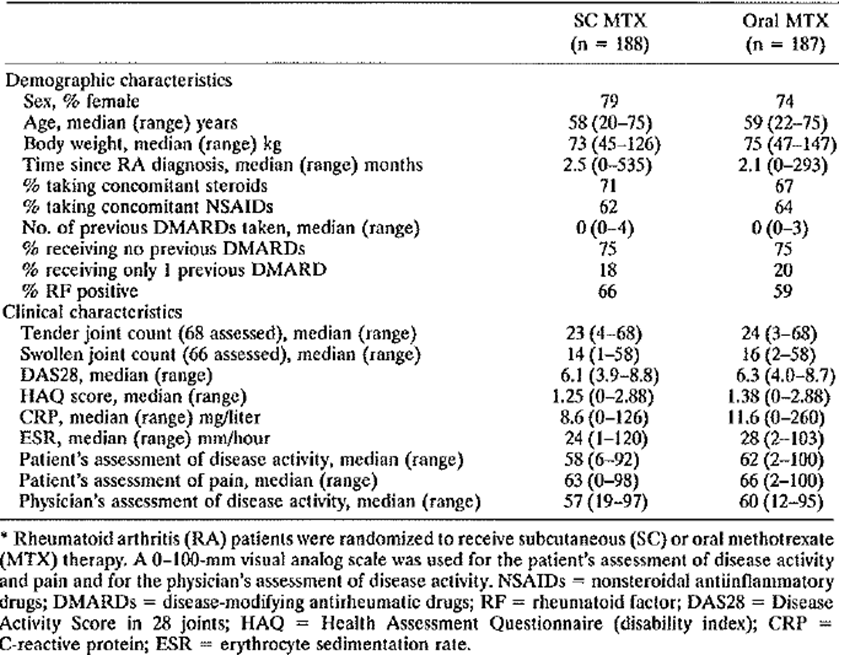 SC MTX Oral MTX
(n = 188) (n = 187)
Demographic characteristics
Sex, % female 79 74
Age, median (range) years 58 (20–75) 59 (22–75)
Body weight, median (range) kg 73 (45–126) 75 (47–147)
Time since RA diagnosis, median (range) months 2.5 (0–535) 2.1 (0–293)
% taking concomitant steroids 71 67
% taking concomitant NSAIDs 62 64
No. of previous DMARDs taken, median (range) 0 (0–4) 0 (0–3)
% receiving no previous DMARDs 75 75
% receiving only 1 previous DMARD 18 20
% RF positive 66 59
Clinical characteristics
Tender joint count (68 assessed), median (range) 23 (4–68) 24 (3–68)
Swollen joint count (66 assessed), median (range) 14 (1–58) 16 (2–58)
DAS28, median (range) 6.1 (3.9–8.8) 6.3 (4.0–8.7)
HAQ score, median (range) 1.25 (0–2.88) 1.38 (0–2.88)
CRP, median (range) mg/liter 8.6 (0–126) 11.6 (0–260)
ESR, median (range) mm/hour 24 (1–120) 28 (2–103)
Patient's assessment of disease activity, median (range) 58 (6–92) 62 (2–100)
Patient's assessment of pain, median (range) 63 (0–98) 66 (2–100)
Physician's assessment of disease activity, median (range) 57 (19–97) 60 (12–95)
* Rheumatoid arthritis (RA) patients were randomized to receive subcutaneous (SC) or oral methotrexate
(MTX) therapy. A 0–100-mm visual analog scale was used for the patient's assessment of disease activity
and pain and for the physician's assessment of disease activity. NSAIDs = nonsteroidal antiinflammatory
drugs; DMARDs = disease-modifying antirheumatic drugs; RF = rheumatoid factor; DAS28 = Disease
Activity Score in 28 joints; HAQ = Health Assessment Questionnaire (disability index); CRP =
C-reactive protein; ESR = erythrocyte sedimentation rate.